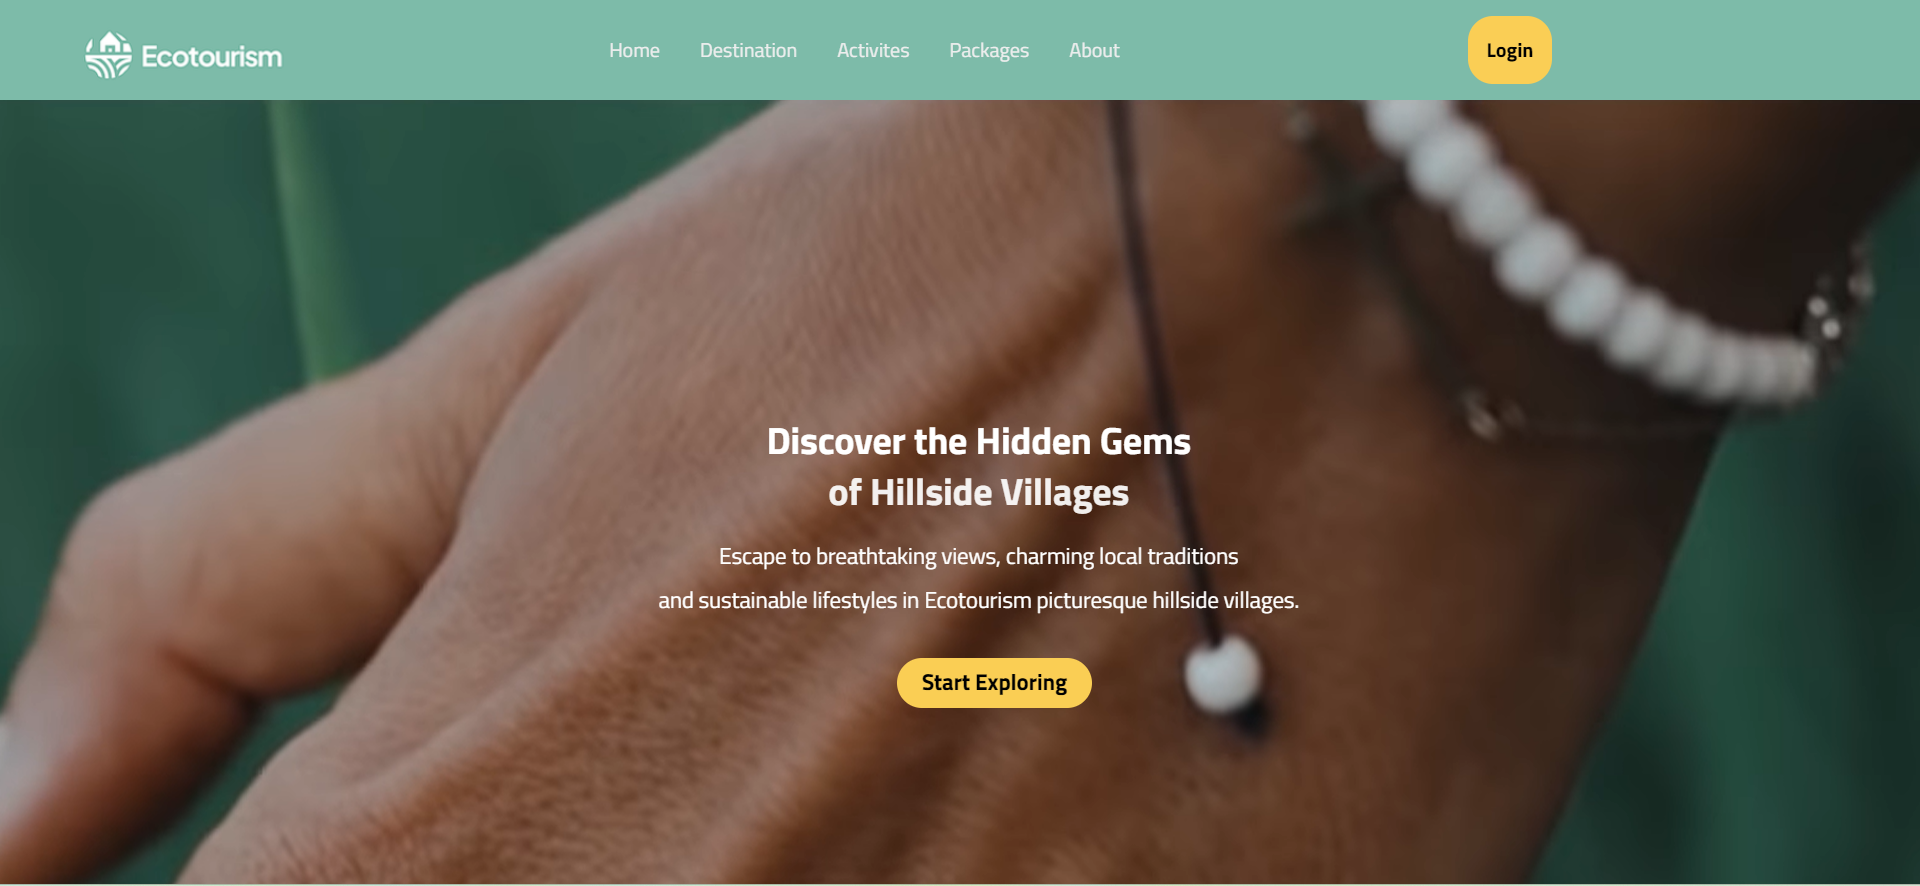 Ecotourism
Home Destination Activites Packages About
Login
Discover the Hidden Gems
of Hillside Villages
Escape to breathtaking views, charming local traditions
and sustainable lifestyles in Ecotourism picturesque hillside villages.
Start Exploring